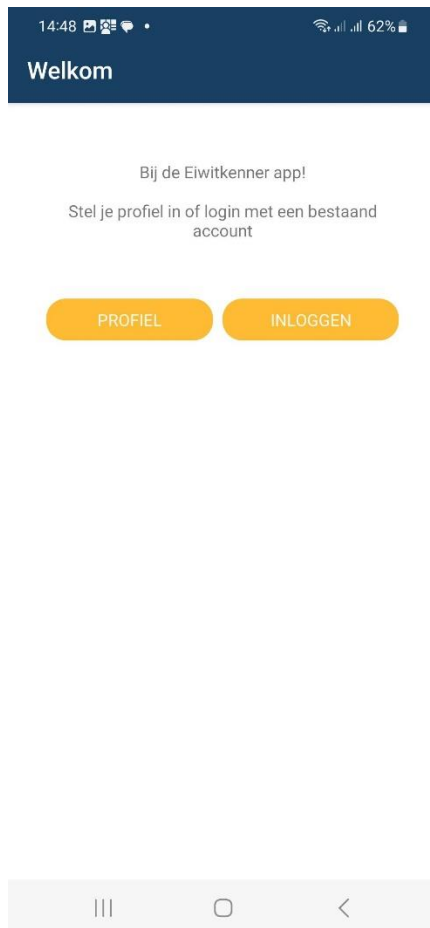 14:48 62%
Welkom
Bij de Eiwitkenner app!
Stel je profiel in of login met een bestaand
account
PROFIEL INLOGGEN